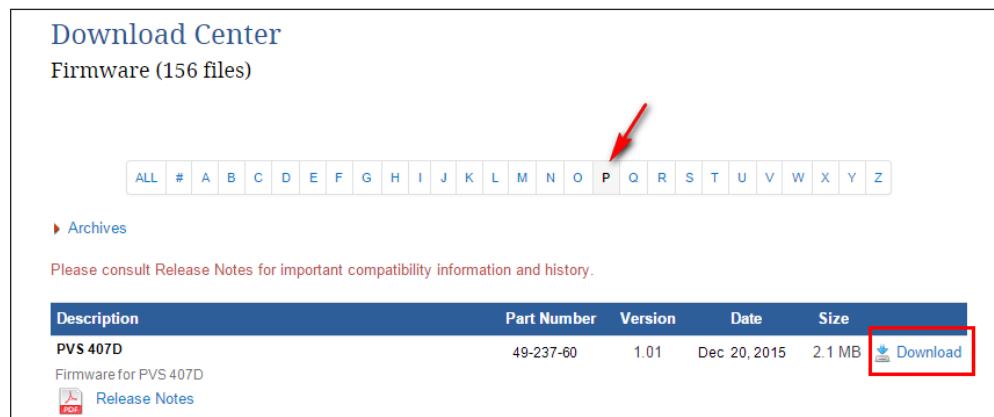 Download Center
Firmware (156 files)
ALL # A B C D E F G H I J K L M N O P Q R S T U V W X Y Z
Archives
Please consult Release Notes for important compatibility information and history.
Description Part Number Version Date Size
PVS 407D 49-237-60 1.01 Dec 20, 2015 2.1 MB Download
Firmware for PVS 407D
PDF Release Notes